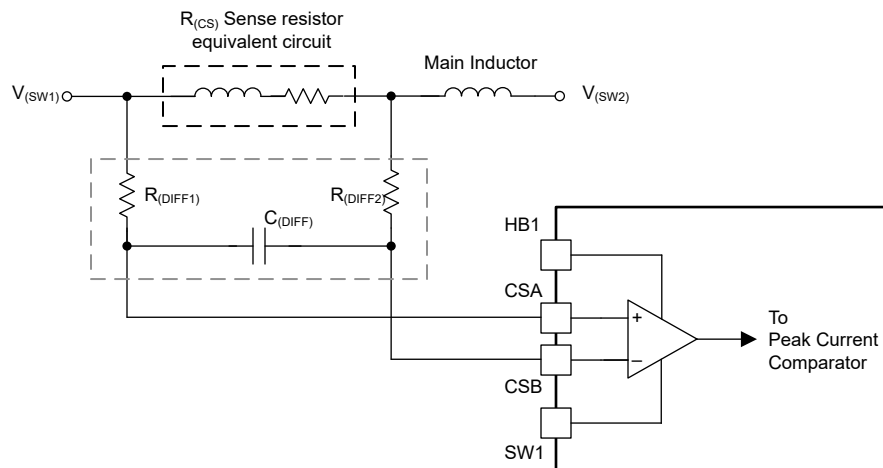 R(CS) Sense resistor
equivalent circuit
Main Inductor
V(SW1)
V(SW2)
R(DIFF1)
R(DIFF2)
C(DIFF)
HB1
CSA
+
To
Peak Current
Comparator
–
CSB
SW1